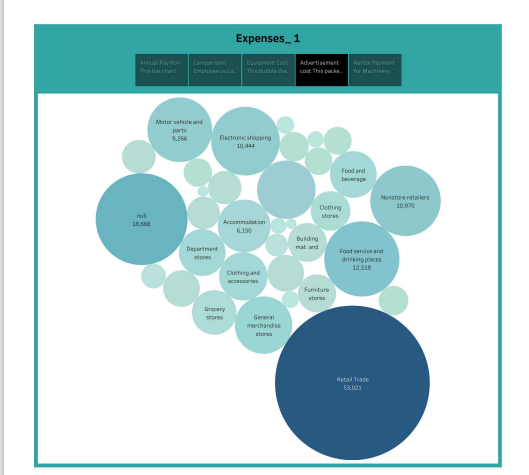 Expenses_ 1
Annual Pay Roll
This bar chart ...
Comparison|
Employee vs Co..
Equipment Cost
This bubble cha..
Advertisement
cost This packe..
Rental Payment
for Machinery ..
Motor vehicle and
parts
9,266
Electronic shopping
10,444
Food and
beverage
Nonstore retailers
10,970
null
18,668
Clothing
stores
Accommodation
6,150
Building
mat. and
Department
stores
Food service and
drinking places
12,518
Clothing and
accessories
Furniture
stores
Grocery
stores
General
merchandise
stores
Retail Trade
53,021